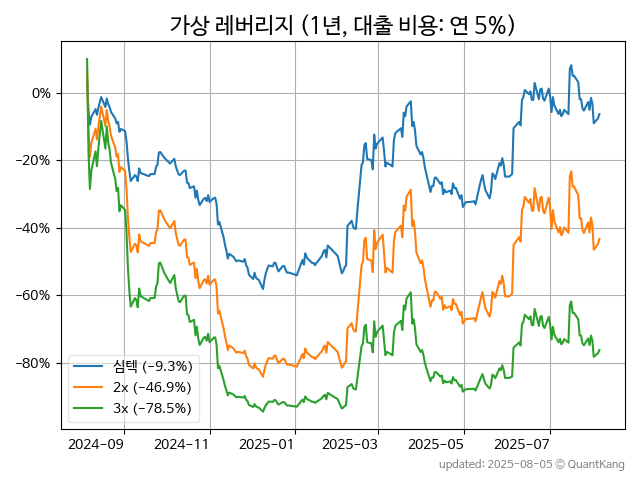 가상 레버리지 (1년, 대출 비용: 연 5%)
0%
−20%
−40%
−60%
−80%
심텍 (−9.3%)
2x (−46.9%)
3x (−78.5%)
2024-09 2024-11 2025-01 2025-03 2025-05 2025-07
updated: 2025-08-05 © QuantKang